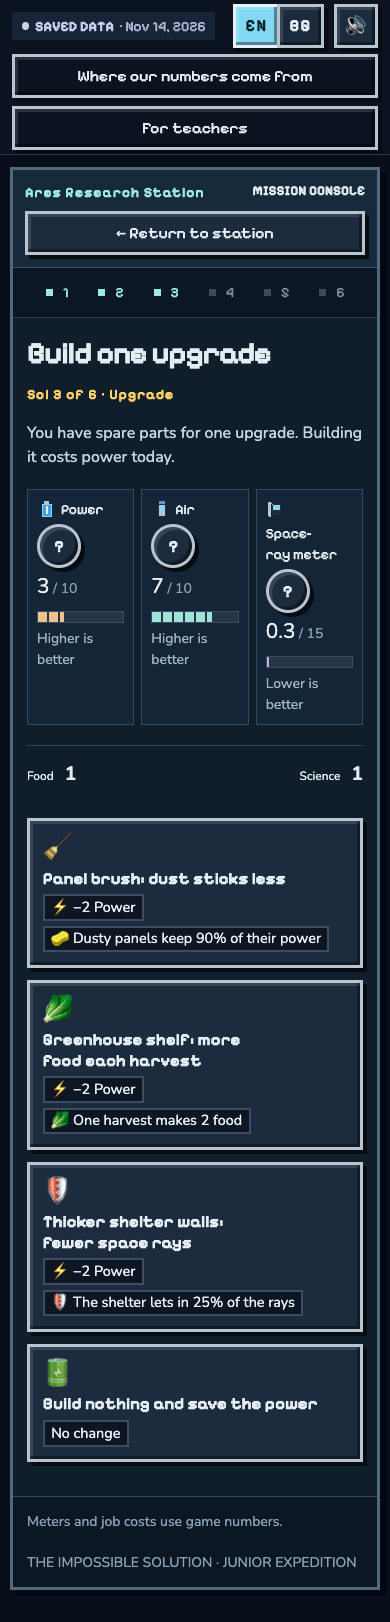 SAVED DATA · Nov 14, 2026
EN
Where our numbers come from
For teachers
Ares Research Station
MISSION CONSOLE
← Return to station
1 2 3 4 5 6
Build one upgrade
Sol 3 of 6 · Upgrade
You have spare parts for one upgrade. Building
it costs power today.
Power
?
3 / 10
Higher is
better
Air
?
7 / 10
Higher is
better
Space-
ray meter
?
0.3 / 15
Lower is
better
Food 1
Science 1
Panel brush: dust sticks less
⚡ −2 Power
🧽 Dusty panels keep 90% of their power
Greenhouse shelf: more
food each harvest
⚡ −2 Power
🥬 One harvest makes 2 food
Thicker shelter walls:
fewer space rays
⚡ −2 Power
🛡️ The shelter lets in 25% of the rays
Build nothing and save the power
No change
Meters and job costs use game numbers.
THE IMPOSSIBLE SOLUTION · JUNIOR EXPEDITION